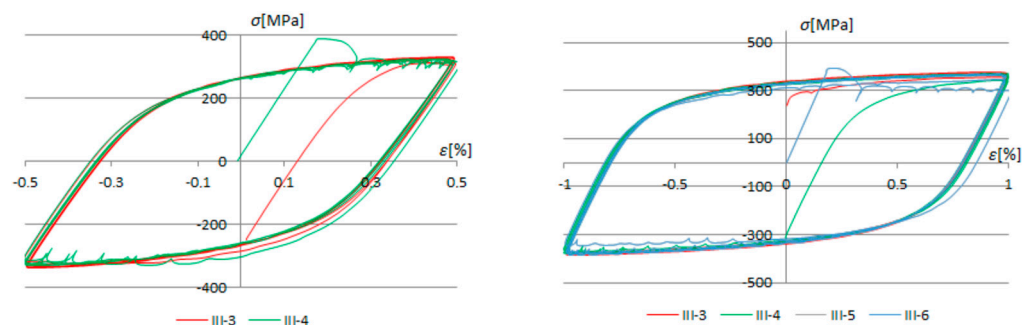 σ[MPa]
400
200
0
-0.5 -0.3 -0.1 0.1 0.3 0.5
ε[%]
-200
-400
III-3 III-4
σ[MPa]
500
300
100
-1 -0.5 0 0.5 1
ε[%]
-100
-300
-500
III-3 III-4 III-5 III-6